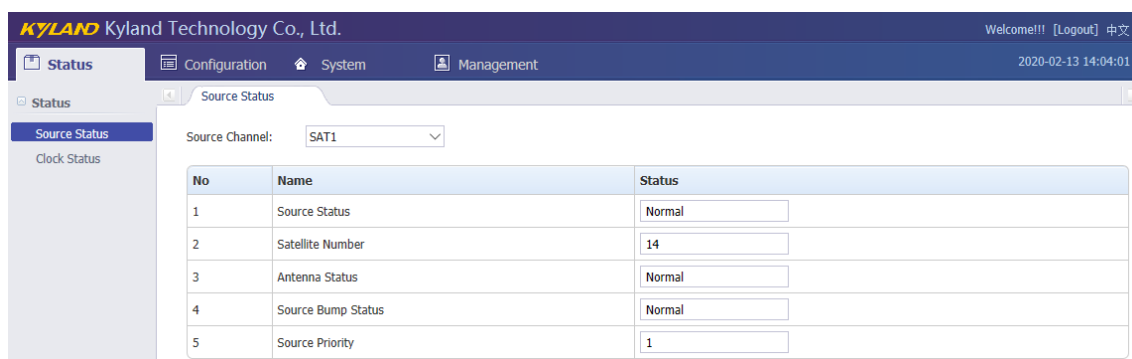 KYLAND Kyland Technology Co., Ltd.
Welcome!!! [Logout] 中文
Status Configuration System Management
2020-02-13 14:04:01
Status
Source Status
Clock Status
Source Status
Source Channel: SAT1
No Name Status
1 Source Status Normal
2 Satellite Number 14
3 Antenna Status Normal
4 Source Bump Status Normal
5 Source Priority 1